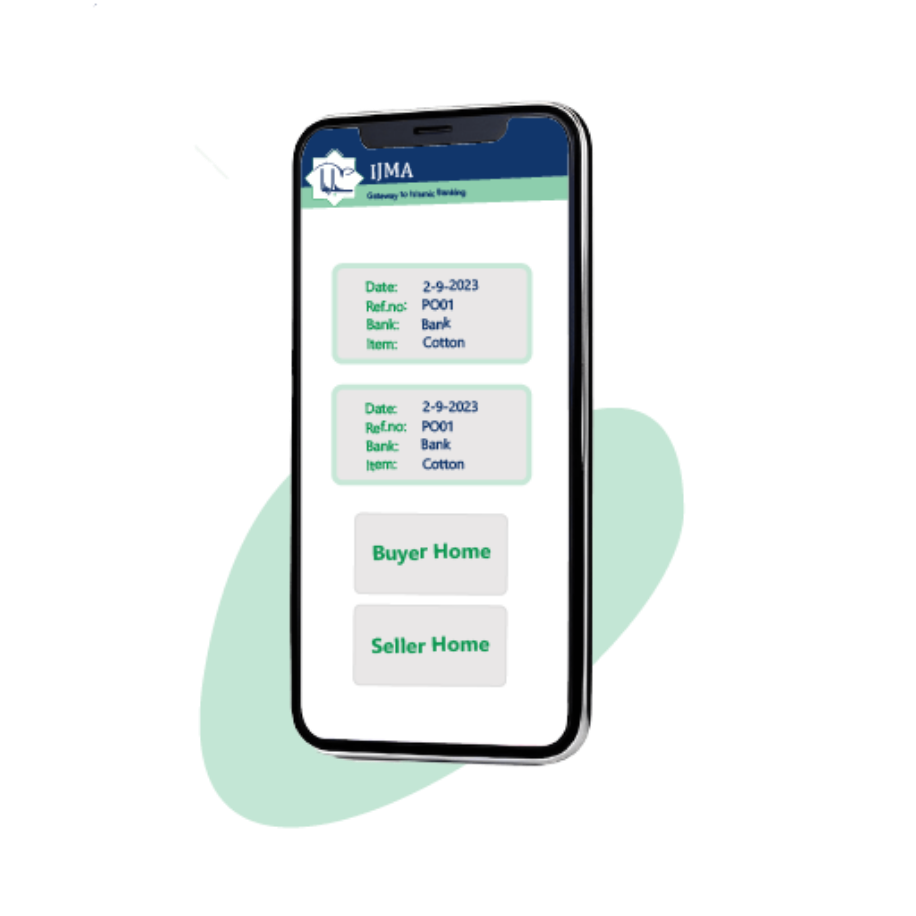 IJMA
Gateway to Islamic Banking
Date: 2-9-2023
Ref.no: PO01
Bank: Bank
Item: Cotton
Date: 2-9-2023
Ref.no: PO01
Bank: Bank
Item: Cotton
Buyer Home
Seller Home